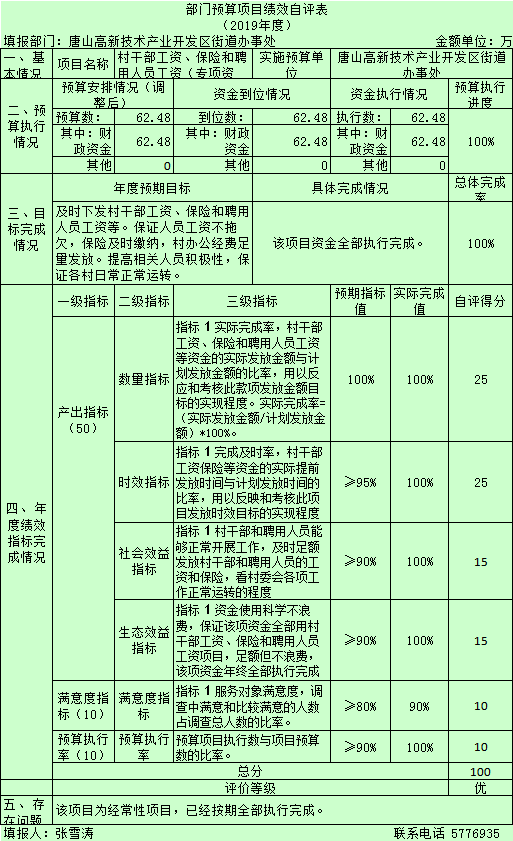 部门预算项目绩效自评表
（2019年度）
填报部门：唐山高新技术产业开发区街道办事处 金额单位：万
一、基本情况 项目名称 村干部工资、保险和聘用人员工资（专项资 实施预算单位 唐山高新技术产业开发区街道办事处
二、预算执行情况 预算安排情况（调整后） 资金到位情况 资金执行情况 预算执行进度
预算数： 62.48 到位数： 62.48 执行数： 62.48 100%
其中：财政资金 62.48 其中：财政资金 62.48 其中：财政资金 62.48
其他 0 其他 0 其他 0
三、目标完成情况 年度预期目标 具体完成情况 总体完成率
及时下发村干部工资、保险和聘用
人员工资等。保证人员工资不拖
欠，保险及时缴纳，村办公经费足
量发放。提高相关人员积极性，保
证各村日常正常运转。
该项目资金全部执行完成。 100%
四、年度绩效指标完成情况 一级指标 二级指标 三级指标 预期指标值 实际完成值 自评得分
产出指标（50） 数量指标
指标1实际完成率，村干部
工资、保险和聘用人员工资
等资金的实际发放金额与计
划发放金额的比率，用以反
应和考核此款项发放金额目
标的实现程度。实际完成率=
（实际发放金额/计划发放金
额）*100%。
100% 100% 25
时效指标
指标1完成及时率，村干部
工资保险等资金的实际提前
发放时间与计划发放时间的
比率，用以反映和考核此项
目发放时效目标的实现程度
≥95% 100% 25
社会效益指标
指标1村干部和聘用人员能
够正常开展工作，及时足额
发放村干部和聘用人员的工
资和保险，看村委会各项工
作正常运转的程度
≥90% 100% 15
生态效益指标
指标1资金使用科学不浪
费，保证该项资金全部用村
干部工资、保险和聘用人员
工资项目，足额但不浪费，
该项资金年终全部执行完成
≥90% 100% 15
满意度指标（10） 满意度指标
指标1服务对象满意度，调
查中满意和比较满意的人数
占调查总人数的比率。
≥80% 90% 10
预算执行率（10） 预算执行率
预算项目执行数与项目预算
数的比率。
≥90% 100% 10
总分 100
评价等级 优
五、存在问题 该项目为经常性项目，已经按期全部执行完成。
填报人：张雪涛 联系电话 5776935